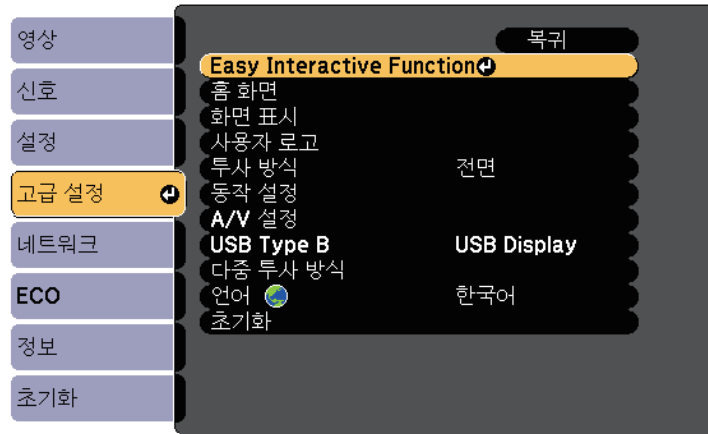 영상
신호
설정
고급 설정
네트워크
ECO
정보
초기화
복귀
Easy Interactive Function
홈 화면
화면 표시
사용자 로고
투사 방식 전면
동작 설정
A/V 설정
USB Type B USB Display
다중 투사 방식
언어 한국어
초기화